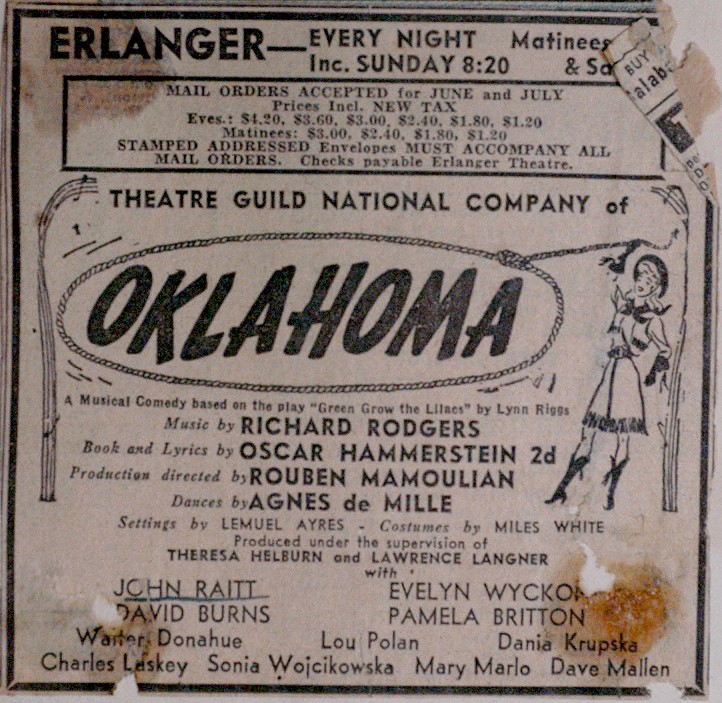 ERLANGER— EVERY NIGHT Matinees
Inc. SUNDAY 8:20 & Sa
BUY
MAIL ORDERS ACCEPTED for JUNE and JULY
Prices Incl. NEW TAX
Eves.: $4.20, $3.60, $3.00, $2.40, $1.80, $1.20
Matinees: $3.00, $2.40, $1.80, $1.20
STAMPED ADDRESSED Envelopes MUST ACCOMPANY ALL
MAIL ORDERS. Checks payable Erlanger Theatre.
THEATRE GUILD NATIONAL COMPANY of
OKLAHOMA
A Musical Comedy based on the play "Green Grow the Lilacs" by Lynn Riggs
Music by RICHARD RODGERS
Book and Lyrics by OSCAR HAMMERSTEIN 2d
Production directed by ROUBEN MAMOULIAN
Dances by AGNES de MILLE
Settings by LEMUEL AYRES - Costumes by MILES WHITE
Produced under the supervision of
THERESA HELBURN and LAWRENCE LANGNER
with
JOHN RAITT EVELYN WYCKOF
DAVID BURNS PAMELA BRITTON
Walter Donahue Lou Polan Dania Krupska
Charles Laskey Sonia Wojcikowska Mary Marlo Dave Mallen